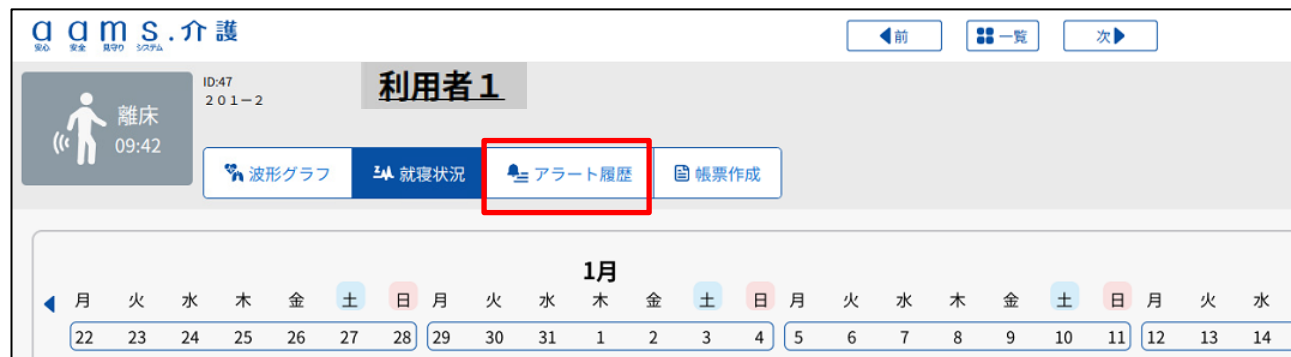 aams.介護
安心 安全 見守り システム
前 一覧 次
ID:47
201-2
利用者1
離床
09:42
波形グラフ 就寝状況 アラート履歴 帳票作成
1月
月 火 水 木 金 土 日 月 火 水 木 金 土 日 月 火 水 木 金 土 日 月 火 水
22 23 24 25 26 27 28 29 30 31 1 2 3 4 5 6 7 8 9 10 11 12 13 14